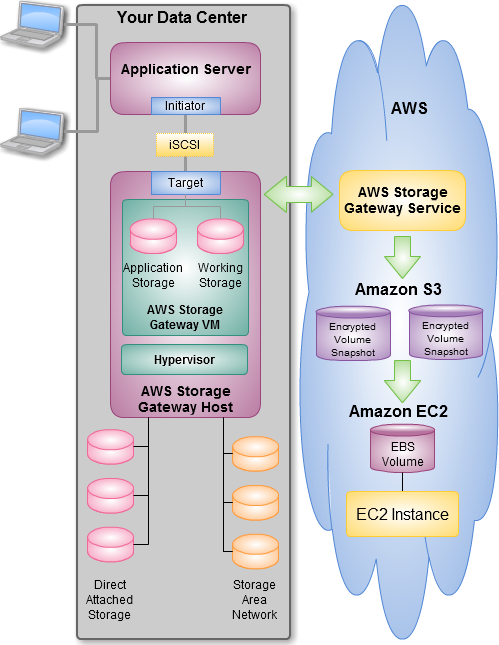 Your Data Center
Application Server
Initiator
iSCSI
Target
Application
Storage
Working
Storage
AWS Storage
Gateway VM
Hypervisor
AWS Storage
Gateway Host
Direct
Attached
Storage
Storage
Area
Network
AWS
AWS Storage
Gateway Service
Amazon S3
Encrypted
Volume
Snapshot
Encrypted
Volume
Snapshot
Amazon EC2
EBS
Volume
EC2 Instance